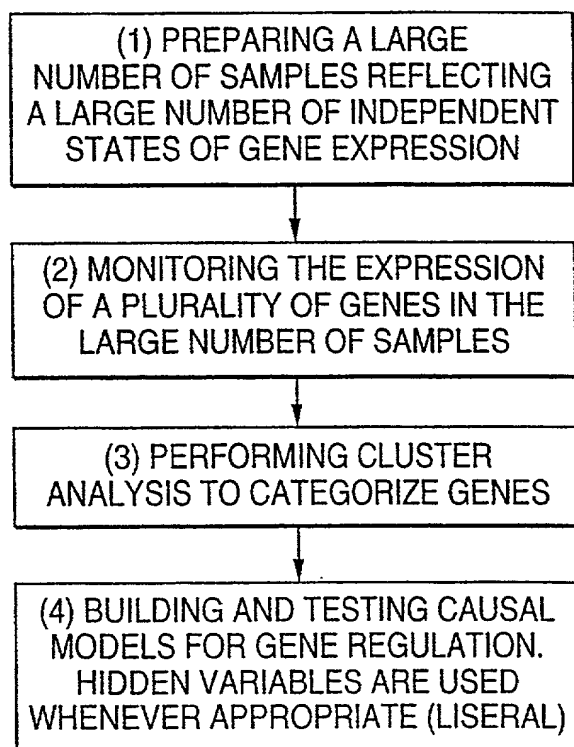 (1) PREPARING A LARGE
NUMBER OF SAMPLES REFLECTING
A LARGE NUMBER OF INDEPENDENT
STATES OF GENE EXPRESSION
(2) MONITORING THE EXPRESSION
OF A PLURALITY OF GENES IN THE
LARGE NUMBER OF SAMPLES
(3) PERFORMING CLUSTER
ANALYSIS TO CATEGORIZE GENES
(4) BUILDING AND TESTING CAUSAL
MODELS FOR GENE REGULATION.
HIDDEN VARIABLES ARE USED
WHENEVER APPROPRIATE (LISERAL)